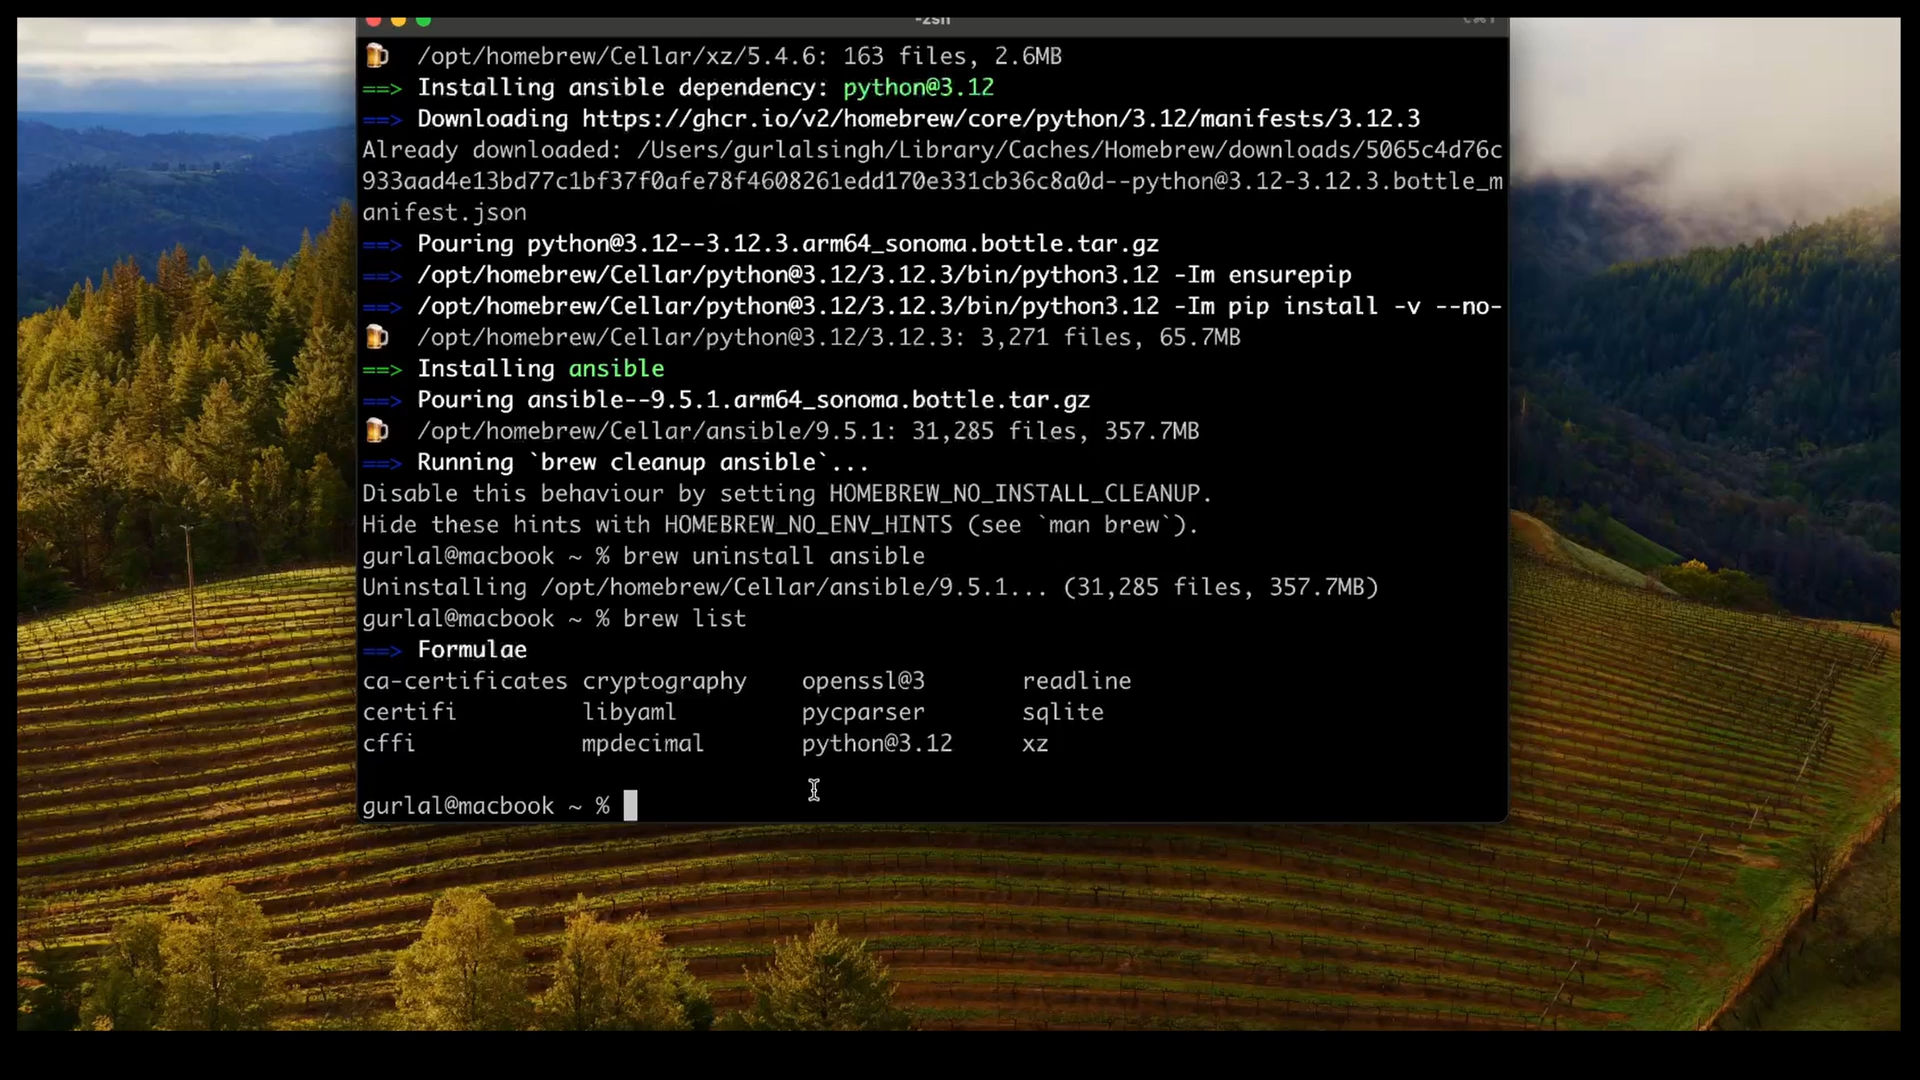 -zsh
/opt/homebrew/Cellar/xz/5.4.6: 163 files, 2.6MB
==> Installing ansible dependency: python@3.12
==> Downloading https://ghcr.io/v2/homebrew/core/python/3.12/manifests/3.12.3
Already downloaded: /Users/gurlalsingh/Library/Caches/Homebrew/downloads/5065c4d76c
933aad4e13bd77c1bf37f0afe78f4608261edd170e331cb36c8a0d--python@3.12-3.12.3.bottle_m
anifest.json
==> Pouring python@3.12--3.12.3.arm64_sonoma.bottle.tar.gz
==> /opt/homebrew/Cellar/python@3.12/3.12.3/bin/python3.12 -Im ensurepip
==> /opt/homebrew/Cellar/python@3.12/3.12.3/bin/python3.12 -Im pip install -v --no-
/opt/homebrew/Cellar/python@3.12/3.12.3: 3,271 files, 65.7MB
==> Installing ansible
==> Pouring ansible--9.5.1.arm64_sonoma.bottle.tar.gz
/opt/homebrew/Cellar/ansible/9.5.1: 31,285 files, 357.7MB
==> Running `brew cleanup ansible`...
Disable this behaviour by setting HOMEBREW_NO_INSTALL_CLEANUP.
Hide these hints with HOMEBREW_NO_ENV_HINTS (see `man brew`).
gurlal@macbook ~ % brew uninstall ansible
Uninstalling /opt/homebrew/Cellar/ansible/9.5.1... (31,285 files, 357.7MB)
gurlal@macbook ~ % brew list
==> Formulae
ca-certificates cryptography openssl@3 readline
certifi libyaml pycparser sqlite
cffi mpdecimal python@3.12 xz
gurlal@macbook ~ %